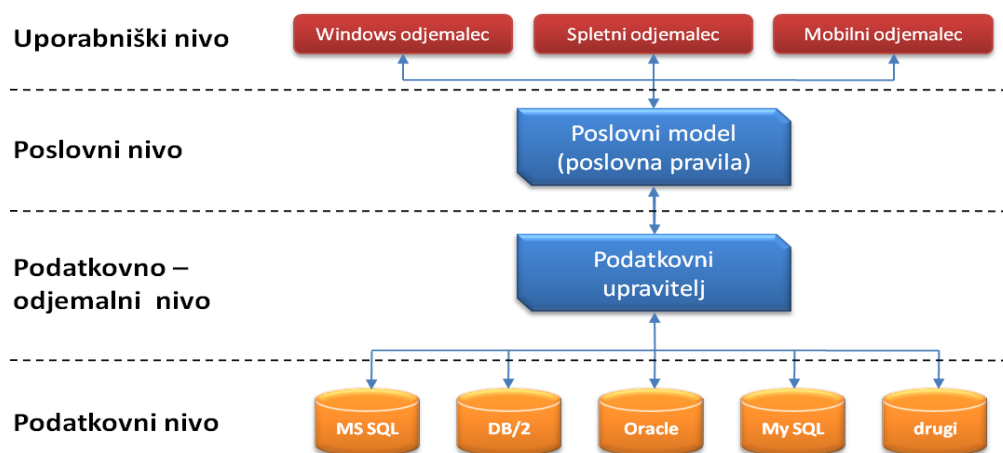 Uporabniški nivo
Windows odjemalec
Spletni odjemalec
Mobilni odjemalec
Poslovni nivo
Poslovni model
(poslovna pravila)
Podatkovno –
odjemalni nivo
Podatkovni
upravitelj
Podatkovni nivo
MS SQL
DB/2
Oracle
My SQL
drugi